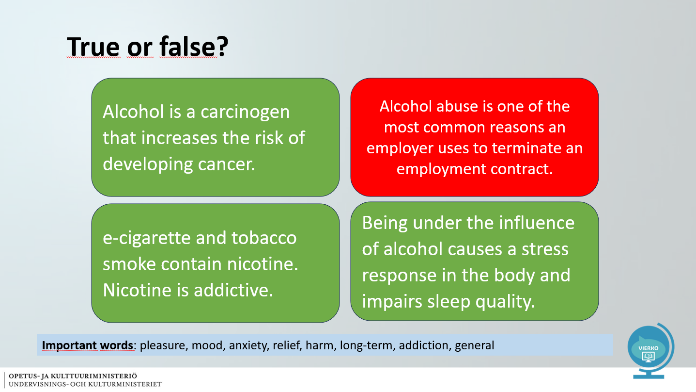 True or false?
Alcohol is a carcinogen
that increases the risk of
developing cancer.
Alcohol abuse is one of the
most common reasons an
employer uses to terminate an
employment contract.
e-cigarette and tobacco
smoke contain nicotine.
Nicotine is addictive.
Being under the influence
of alcohol causes a stress
response in the body and
impairs sleep quality.
Important words: pleasure, mood, anxiety, relief, harm, long-term, addiction, general
VIERKO
OPETUS- JA KULTTUURIMINISTERIÖ
UNDERVISNINGS- OCH KULTURMINISTERIET